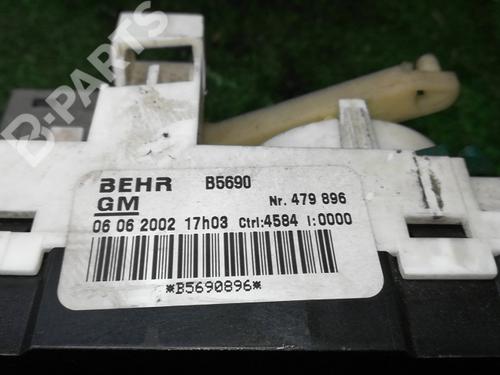 B-PARTS
BEHR B5690
GM Nr. 479 896
06 06 2002 17h03 Ctrl:4584 I:0000
*B5690896*